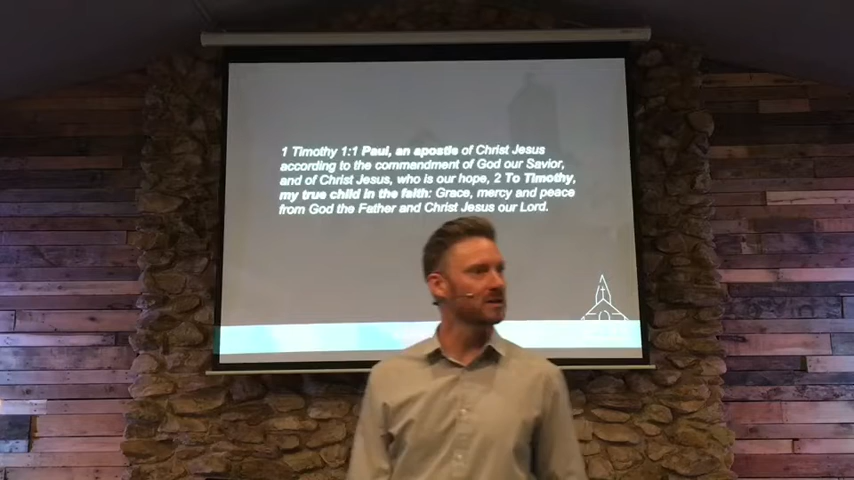 1 Timothy 1:1 Paul, an apostle of Christ Jesus
according to the commandment of God our Savior,
and of Christ Jesus, who is our hope, 2 To Timothy,
my true child in the faith: Grace, mercy and peace
from God the Father and Christ Jesus our Lord.